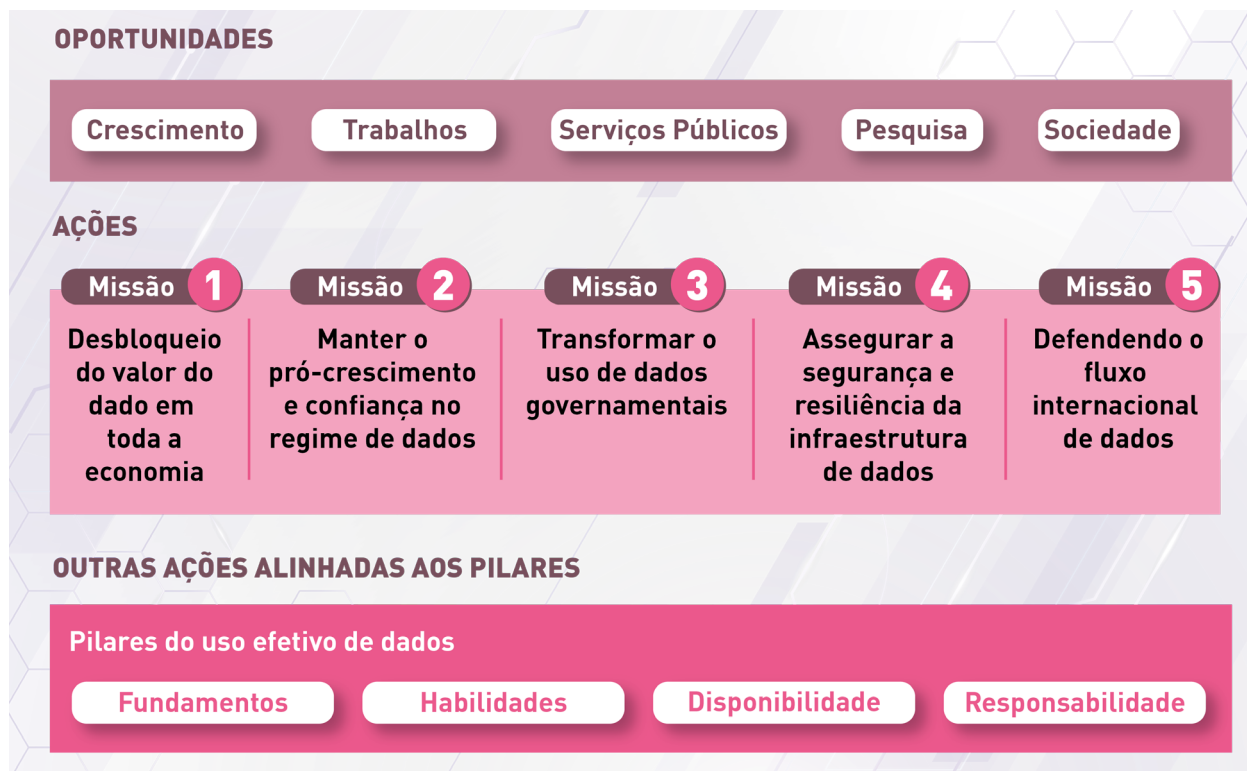 OPORTUNIDADES
Crescimento
Trabalhos
Serviços Públicos
Pesquisa
Sociedade
AÇÕES
Missão 1
Desbloqueio
do valor do
dado em
toda a
economia
Missão 2
Manter o
pró-crescimento
e confiança no
regime de dados
Missão 3
Transformar o
uso de dados
governamentais
Missão 4
Assegurar a
segurança e
resiliência da
infraestrutura
de dados
Missão 5
Defendendo o
fluxo
internacional
de dados
OUTRAS AÇÕES ALINHADAS AOS PILARES
Pilares do uso efetivo de dados
Fundamentos
Habilidades
Disponibilidade
Responsabilidade